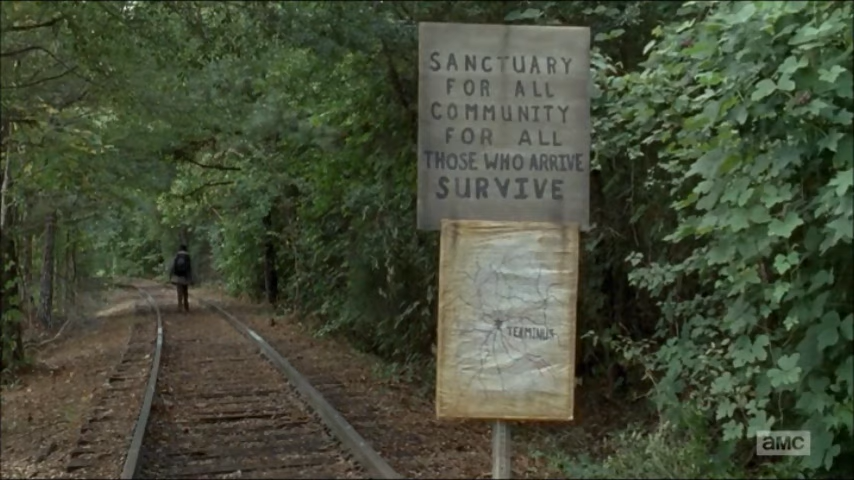 SANCTUARY
FOR ALL
COMMUNITY
FOR ALL
THOSE WHO ARRIVE
SURVIVE
TERMINUS
amc